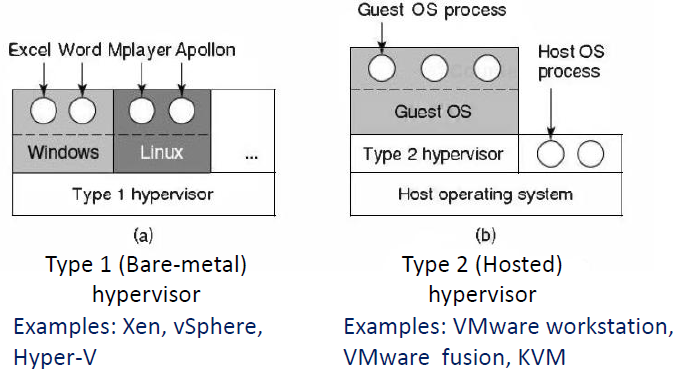 Excel Word Mplayer Apollon
Windows
Linux
...
Type 1 hypervisor
(a)
Type 1 (Bare-metal)
hypervisor
Examples: Xen, vSphere,
Hyper-V
Guest OS process
Host OS
process
Guest OS
Type 2 hypervisor
Host operating system
(b)
Type 2 (Hosted)
hypervisor
Examples: VMware workstation,
VMware fusion, KVM